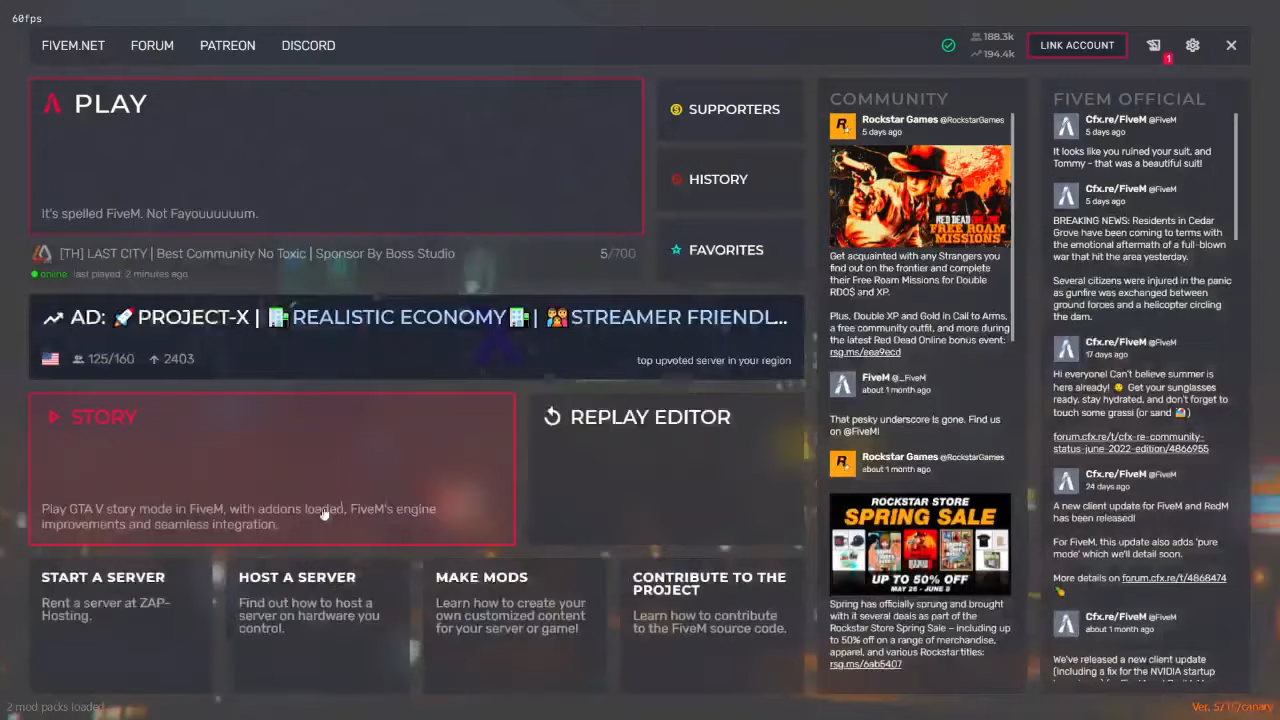 60fps
FIVEM.NET FORUM PATREON DISCORD
188.3k
194.4k
LINK ACCOUNT
1
PLAY
It's spelled FiveM. Not Fayouuuuuum.
[TH] LAST CITY | Best Community No Toxic | Sponsor By Boss Studio 5/700
online last played: 2 minutes ago
SUPPORTERS
HISTORY
FAVORITES
AD: 🚀 PROJECT-X | 🏢REALISTIC ECONOMY🏢| 👪STREAMER FRIENDL...
125/160 2403
top upvoted server in your region
STORY
Play GTA V story mode in FiveM, with addons loaded, FiveM's engine
improvements and seamless integration.
REPLAY EDITOR
START A SERVER
Rent a server at ZAP-
Hosting.
HOST A SERVER
Find out how to host a
server on hardware you
control.
MAKE MODS
Learn how to create your
own customized content
for your server or game!
CONTRIBUTE TO THE
PROJECT
Learn how to contribute
to the FiveM source code.
COMMUNITY
Rockstar Games @RockstarGames
5 days ago
RED DEAD ONLINE
FREE ROAM
MISSIONS
Get acquainted with any Strangers you
find out on the frontier and complete
their Free Roam Missions for Double
RDO$ and XP.
Plus, Double XP and Gold in Call to Arms,
a free community outfit, and more during
the latest Red Dead Online bonus event:
rsg.ms/eea9ecd
FiveM @_FiveM
about 1 month ago
That pesky underscore is gone. Find us
on @FiveM!
Rockstar Games @RockstarGames
about 1 month ago
ROCKSTAR STORE
SPRING SALE
UP TO 50% OFF
Spring has officially sprung and brought
with it several deals as part of the
Rockstar Store Spring Sale – including up
to 50% off on a range of merchandise,
apparel, and various Rockstar titles:
rsg.ms/6ab5407
FIVEM OFFICIAL
Cfx.re/FiveM @FiveM
5 days ago
It looks like you ruined your suit, and
Tommy - that was a beautiful suit!
Cfx.re/FiveM @FiveM
5 days ago
BREAKING NEWS: Residents in Cedar
Grove have been coming to terms with
the emotional aftermath of a full-blown
war that hit the area yesterday.
Several citizens were injured in the panic
as gunfire was exchanged between
ground forces and a helicopter circling
the dam.
Cfx.re/FiveM @FiveM
17 days ago
Hi everyone! Can't believe summer is
here already! Get your sunglasses
ready, stay hydrated, and don't forget to
touch some grass! (or sand 🏖)
forum.cfx.re/t/cfx-re-community-
status-june-2022-edition/4866955
Cfx.re/FiveM @FiveM
24 days ago
A new client update for FiveM and RedM
has been released!
For FiveM, this update also adds 'pure
mode' which we'll detail soon.
More details on forum.cfx.re/t/4868474
Cfx.re/FiveM @FiveM
about 1 month ago
We've released a new client update
(including a fix for the NVIDIA startup
2 mod packs loaded